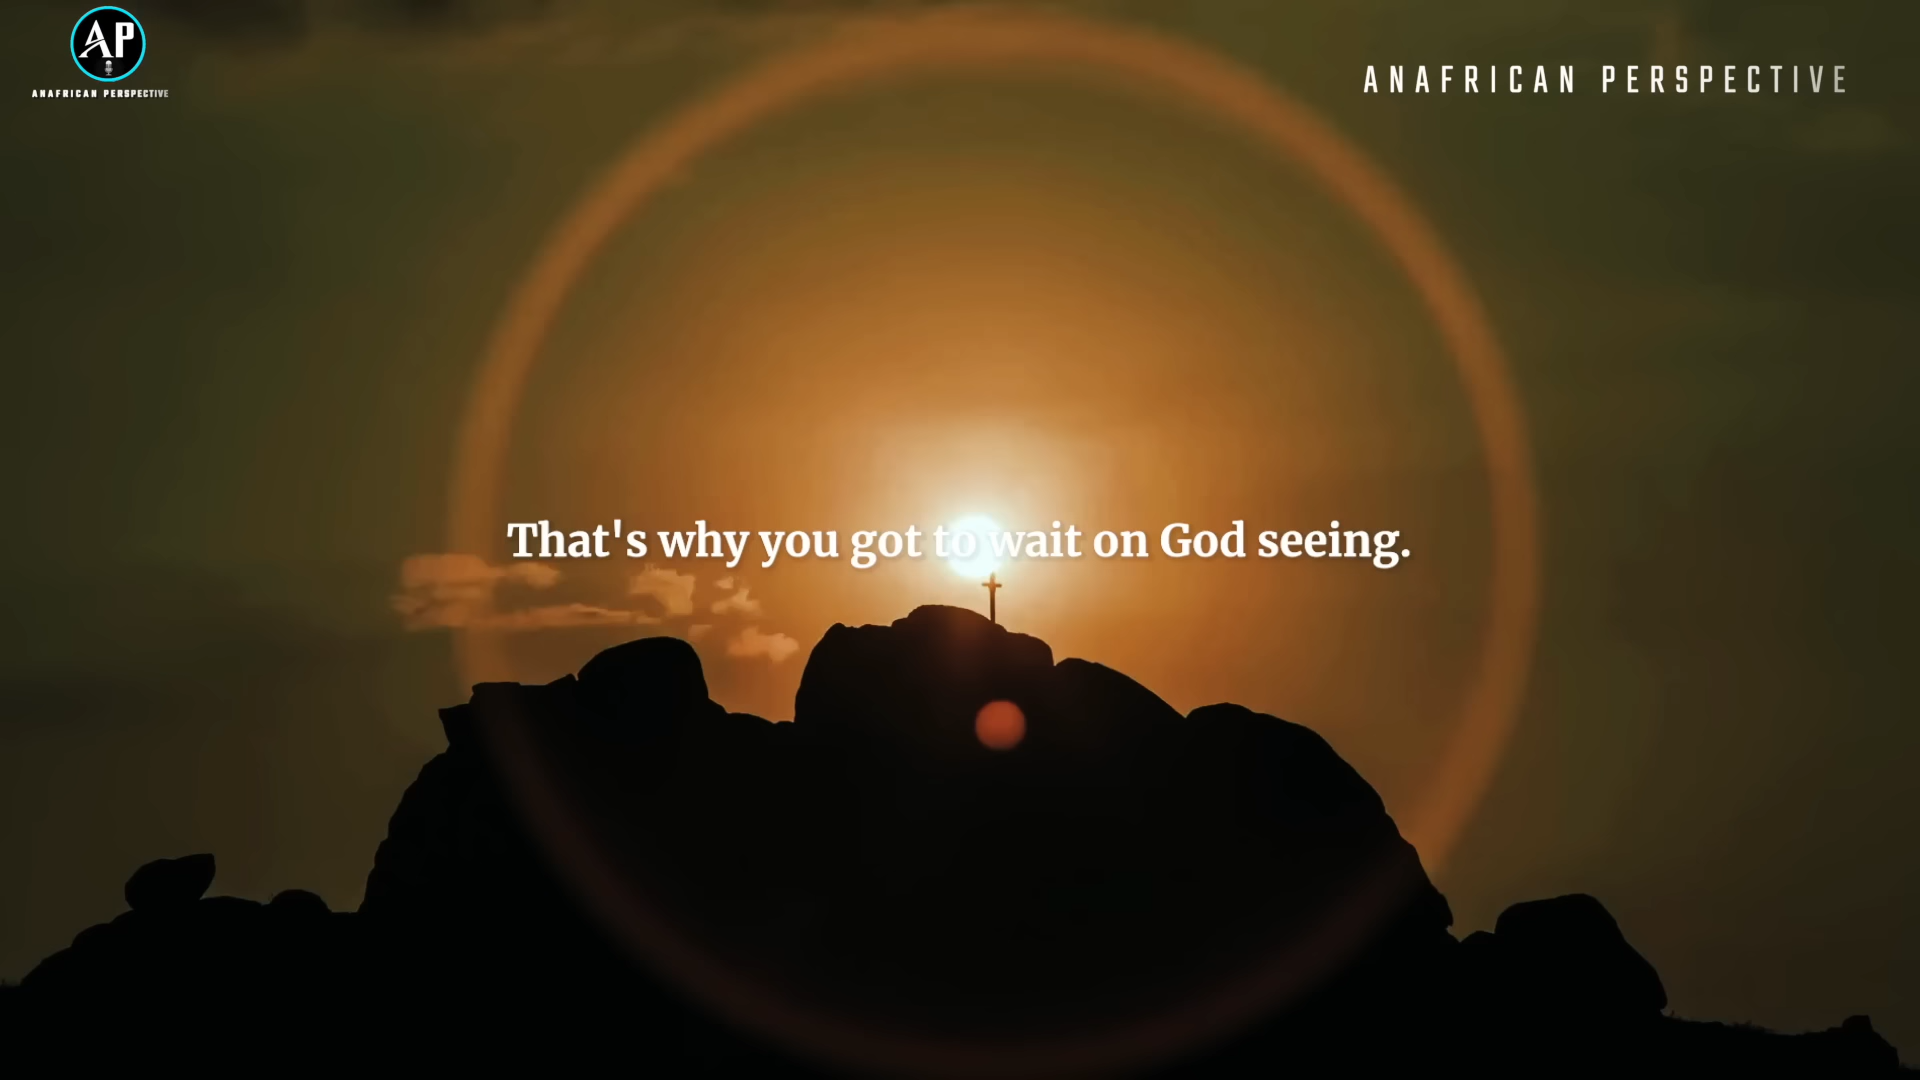 AP
ANAFRICAN PERSPECTIVE
ANAFRICAN PERSPECTIVE
That's why you got to wait on God seeing.